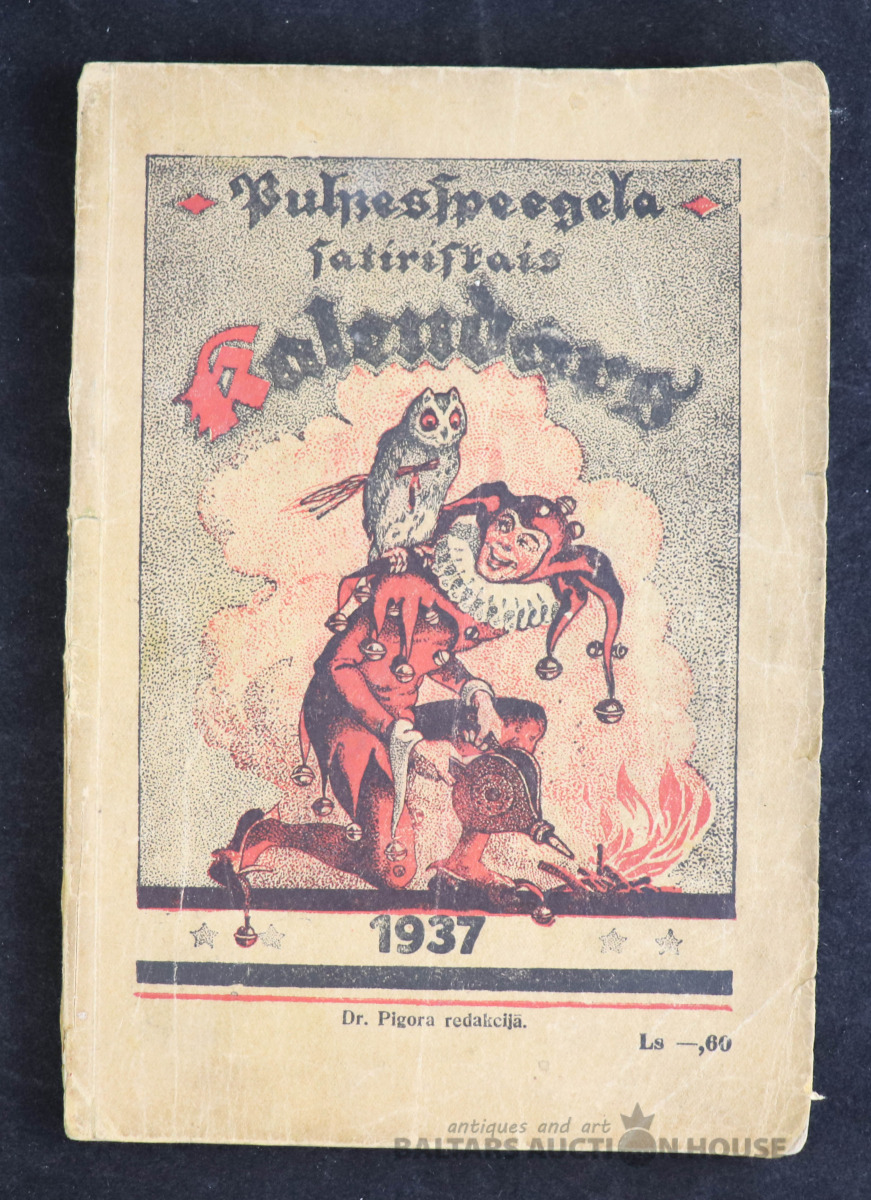 Pulzesſpeegela
ſatiriſkais
Kalendars
1937
Dr. Pigora redakcijā.
Ls —,60
antiques and art
BALTARS AUCTION HOUSE